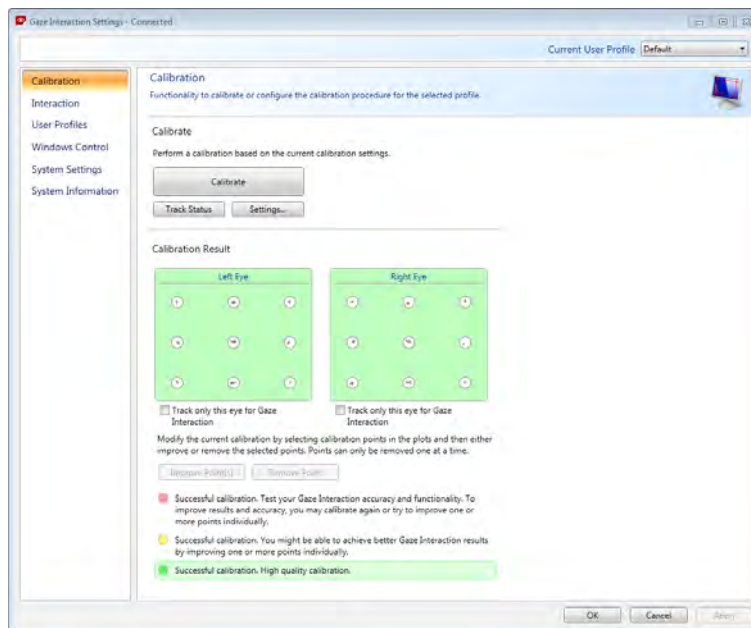 Gaze Interaction Settings - Connected
Current User Profile Default
Calibration
Interaction
User Profiles
Windows Control
System Settings
System Information
Calibration
Functionality to calibrate or configure the calibration procedure for the selected profile.
Calibrate
Perform a calibration based on the current calibration settings.
Calibrate
Track Status Settings...
Calibration Result
Left Eye Right Eye
Track only this eye for Gaze Track only this eye for Gaze
Interaction Interaction
Modify the current calibration by selecting calibration points in the plots and then either
improve or remove the selected points. Points can only be removed one at a time.
Improve Point(s) Remove Point
Successful calibration. Test your Gaze Interaction accuracy and functionality. To
improve results and accuracy, you may calibrate again or try to improve one or
more points individually.
Successful calibration. You might be able to achieve better Gaze Interaction results
by improving one or more points individually.
Successful calibration. High quality calibration.
OK Cancel Apply